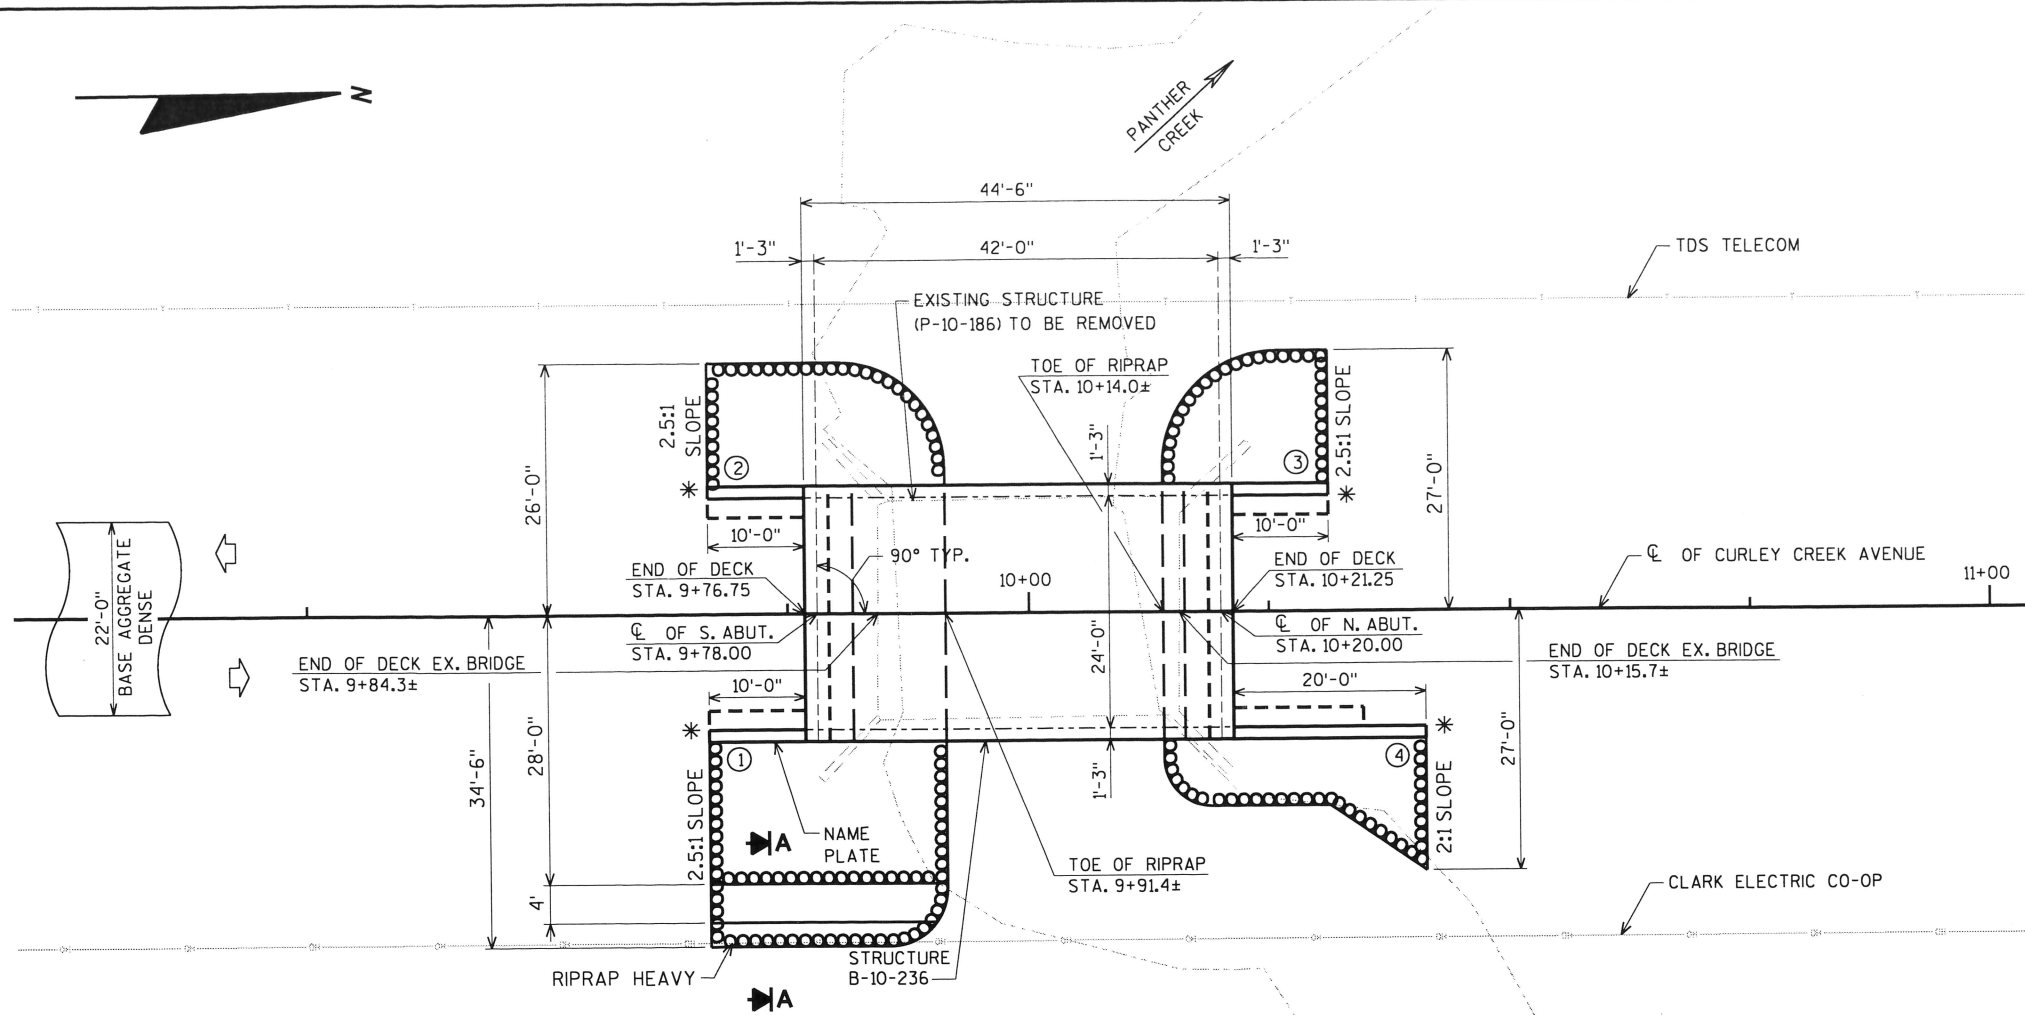 N
PANTHER
CREEK
44'-6"
1'-3"
42'-0"
1'-3"
TDS TELECOM
EXISTING STRUCTURE
(P-10-186) TO BE REMOVED
TOE OF RIPRAP
STA. 10+14.0±
2.5:1
SLOPE
2.5:1 SLOPE
26'-0"
27'-0"
1'-3"
2
3
*
*
10'-0"
10'-0"
90° TYP.
22'-0"
BASE AGGREGATE
DENSE
END OF DECK
STA. 9+76.75
10+00
END OF DECK
STA. 10+21.25
℄ OF CURLEY CREEK AVENUE
11+00
℄ OF S. ABUT.
STA. 9+78.00
℄ OF N. ABUT.
STA. 10+20.00
END OF DECK EX. BRIDGE
STA. 9+84.3±
END OF DECK EX. BRIDGE
STA. 10+15.7±
24'-0"
10'-0"
20'-0"
*
*
1
4
34'-6"
28'-0"
27'-0"
1'-3"
2.5:1 SLOPE
2:1 SLOPE
A
NAME
PLATE
TOE OF RIPRAP
STA. 9+91.4±
4'
CLARK ELECTRIC CO-OP
RIPRAP HEAVY
STRUCTURE
B-10-236
A